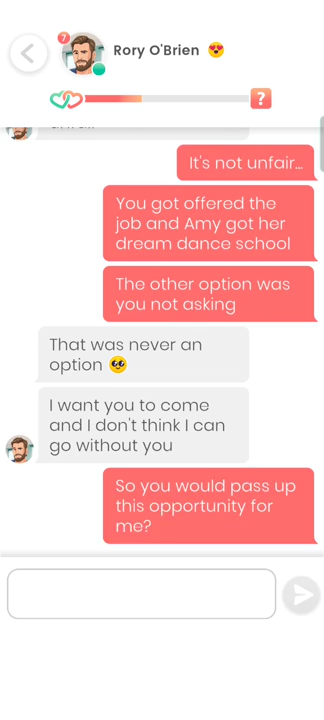 7
Rory O'Brien
?
It's not unfair...
You got offered the
job and Amy got her
dream dance school
The other option was
you not asking
That was never an
option
I want you to come
and I don't think I can
go without you
So you would pass up
this opportunity for
me?